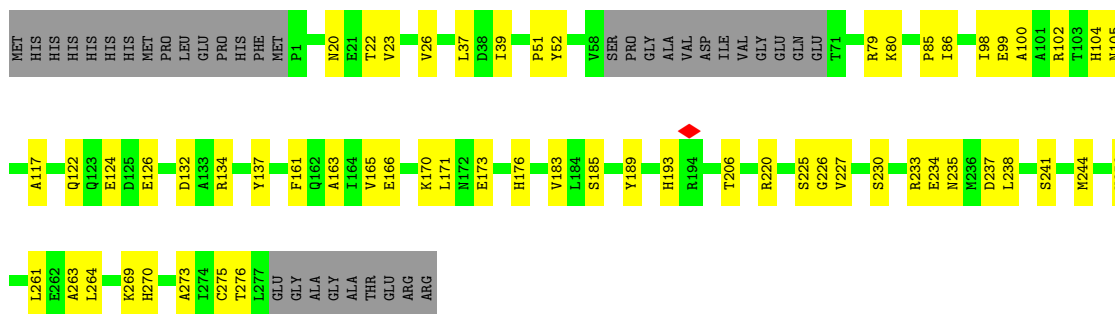 MET HIS HIS HIS HIS HIS HIS MET PRO LEU GLU PRO HIS PHE MET P1 N20 E21 T22 V23 V26 L37 D38 I39 P51 Y52 V58 SER PRO GLY ALA VAL ASP ILE VAL GLY GLU GLN GLU T71 R79 K80 P85 I86 I98 E99 A100 A101 R102 T103 H104 N105
A117 Q122 Q123 E124 D125 E126 D132 A133 R134 Y137 F161 Q162 A163 I164 V165 E166 K170 L171 N172 E173 H176 V183 L184 S185 Y189 H193 R194 T206 R220 S225 G226 V227 S230 R233 E234 N235 M236 D237 L238 S241 M244
L261 E262 A263 L264 K269 H270 A273 I274 C275 T276 L277 GLU GLY ALA GLY ALA THR GLU ARG ARG